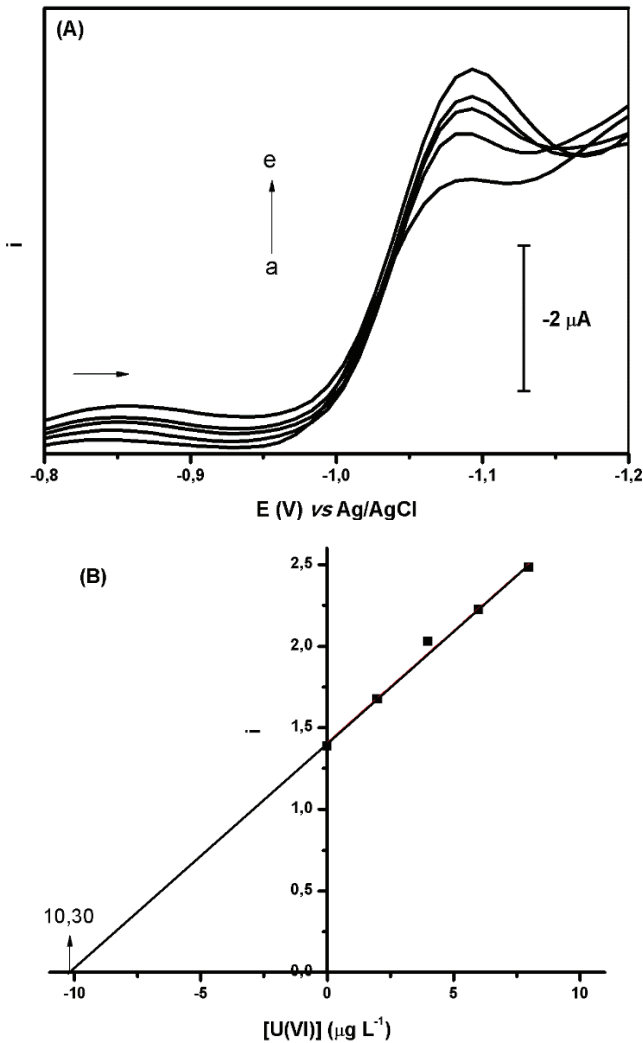 (A)
e
a
i
-2 μA
-0,8 -0,9 -1,0 -1,1 -1,2
E (V) vs Ag/AgCl
(B)
2,5
2,0
i
1,5
1,0
0,5
10,30
0,0
-10 -5 0 5 10
[U(VI)] (μg L⁻¹)